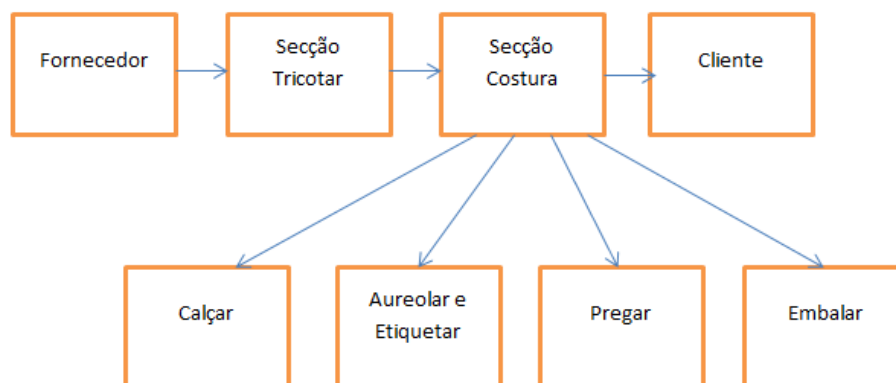 Fornecedor
Secção
Tricotar
Secção
Costura
Cliente
Calçar
Aureolar e
Etiquetar
Pregar
Embalar